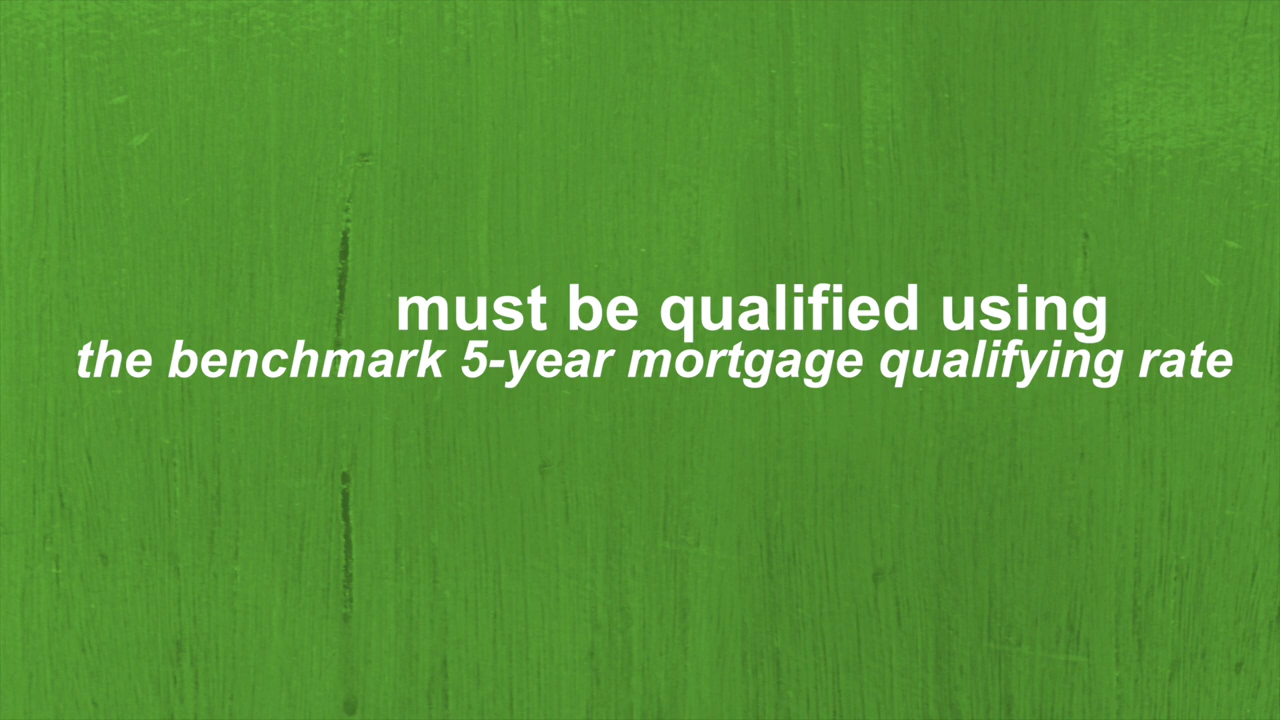 must be qualified using
the benchmark 5-year mortgage qualifying rate